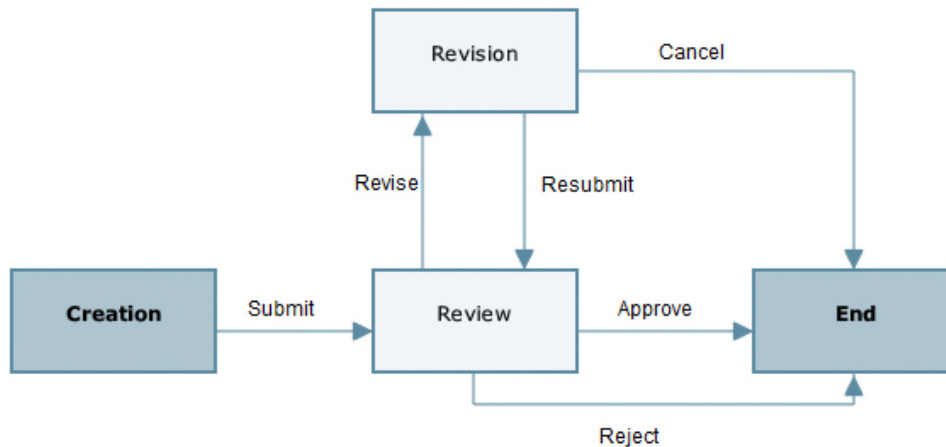 Revision
Cancel
Revise
Resubmit
Creation
Submit
Review
Approve
End
Reject